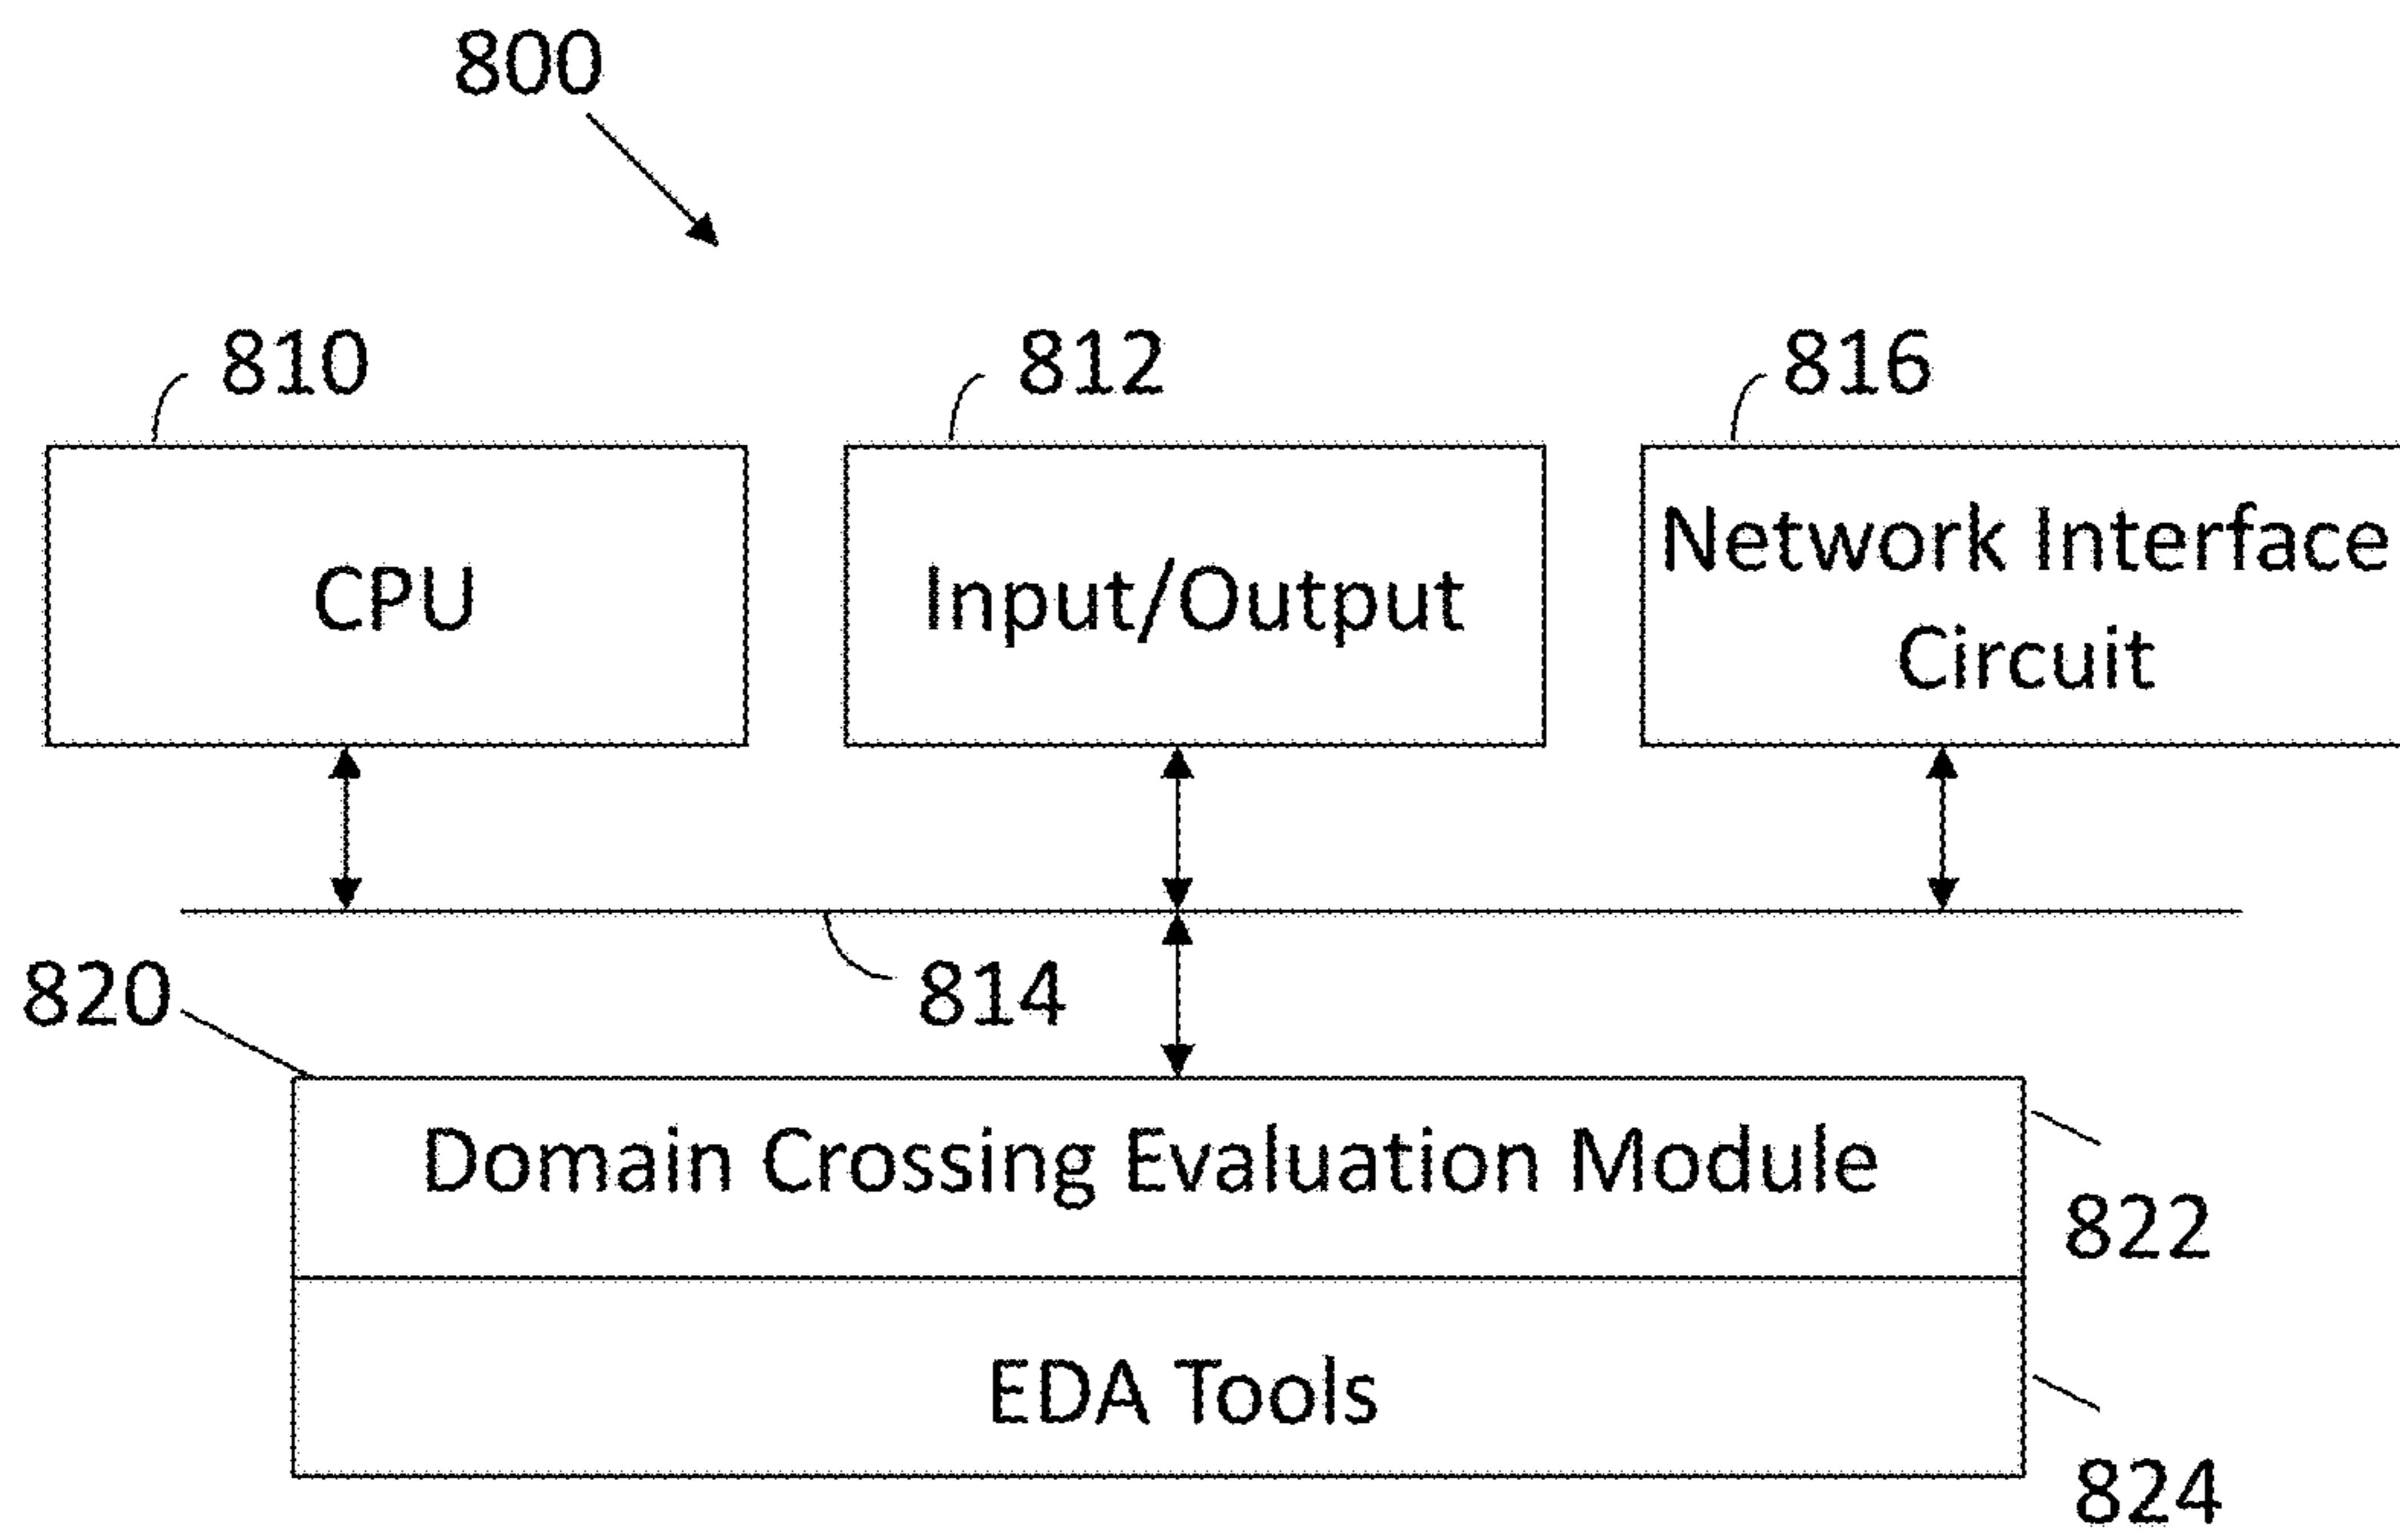 800
810
812
816
CPU
Input/Output
Network Interface
Circuit
820
814
Domain Crossing Evaluation Module
822
EDA Tools
824